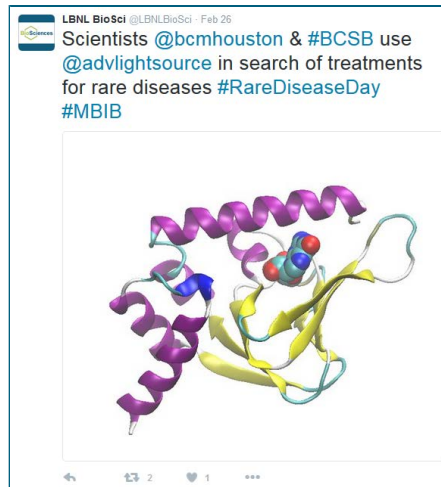 LBNL BioSci @LBNLBioSci · Feb 26
BioSciences
Scientists @bcmhouston & #BCSB use
@advlightsource in search of treatments
for rare diseases #RareDiseaseDay
#MBIB
2 1